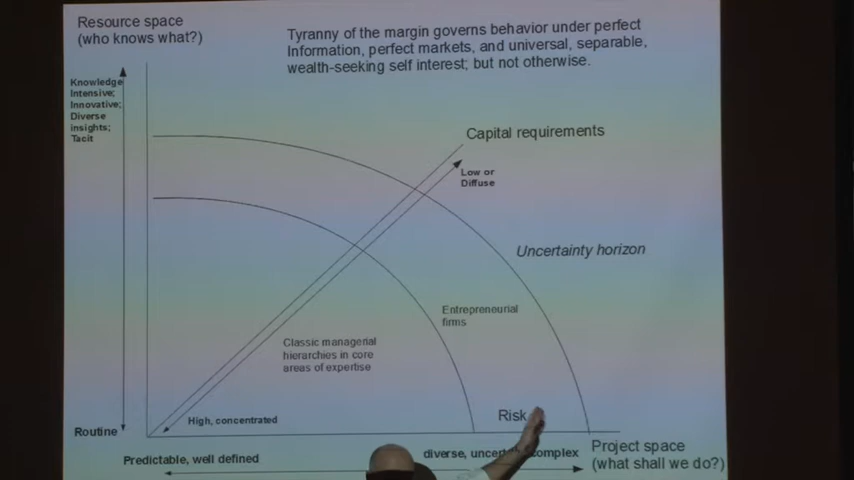 Resource space
(who knows what?)
Tyranny of the margin governs behavior under perfect
Information, perfect markets, and universal, separable,
wealth-seeking self interest; but not otherwise.
Knowledge
Intensive;
Innovative;
Diverse
insights;
Tacit
Capital requirements
Low or
Diffuse
Uncertainty horizon
Entrepreneurial
firms
Classic managerial
hierarchies in core
areas of expertise
High, concentrated
Risk
Routine
Predictable, well defined
diverse, complex
Project space
(what shall we do?)